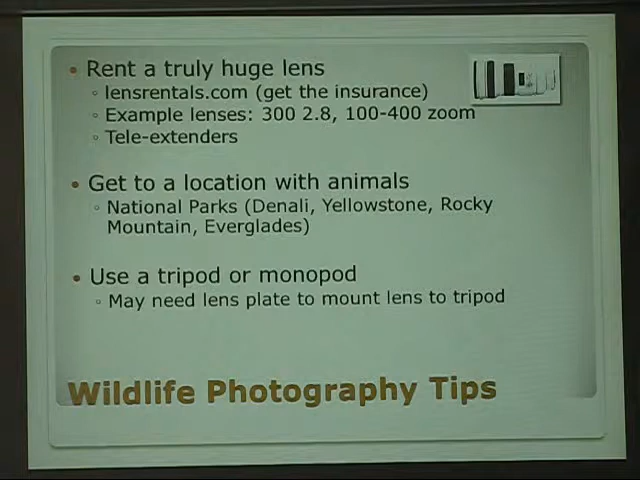 Rent a truly huge lens
lensrentals.com (get the insurance)
Example lenses: 300 2.8, 100-400 zoom
Tele-extenders
Get to a location with animals
National Parks (Denali, Yellowstone, Rocky
Mountain, Everglades)
Use a tripod or monopod
May need lens plate to mount lens to tripod
Wildlife Photography Tips